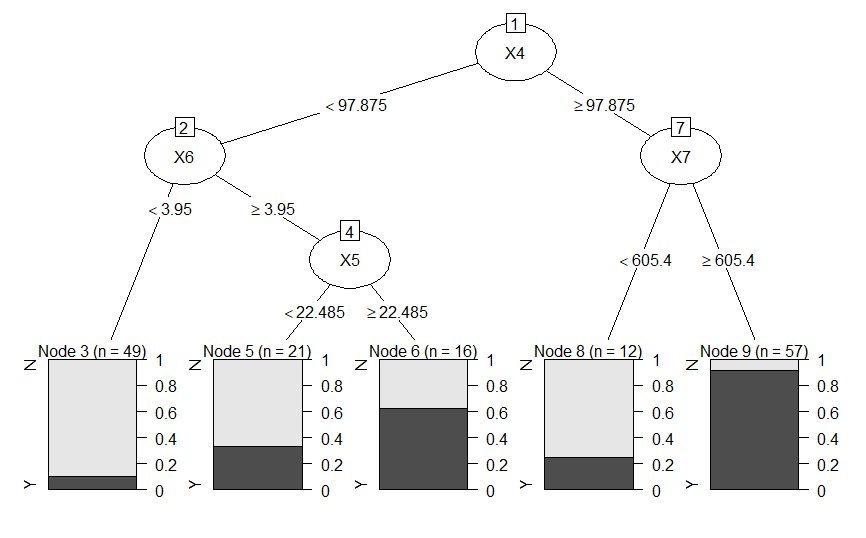 1
X4
< 97.875
≥ 97.875
2
X6
7
X7
< 3.95
≥ 3.95
4
X5
< 605.4
≥ 605.4
< 22.485
≥ 22.485
Node 3 (n = 49)
N
Y
1
0.8
0.6
0.4
0.2
0
Node 5 (n = 21)
N
Y
1
0.8
0.6
0.4
0.2
0
Node 6 (n = 16)
N
Y
1
0.8
0.6
0.4
0.2
0
Node 8 (n = 12)
N
Y
1
0.8
0.6
0.4
0.2
0
Node 9 (n = 57)
N
Y
1
0.8
0.6
0.4
0.2
0